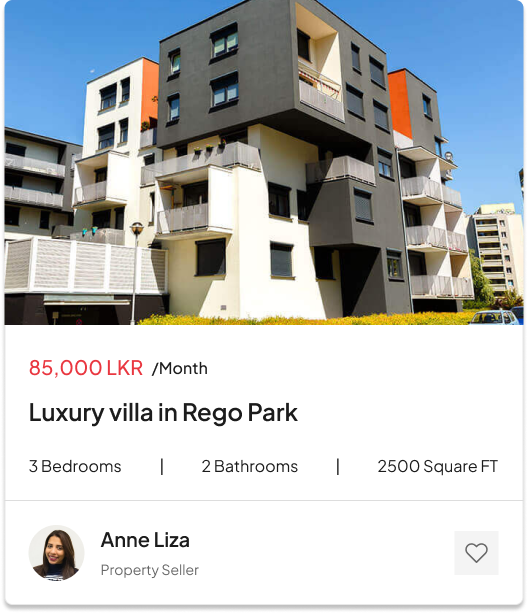 85,000 LKR /Month
Luxury villa in Rego Park
3 Bedrooms | 2 Bathrooms | 2500 Square FT
Anne Liza
Property Seller